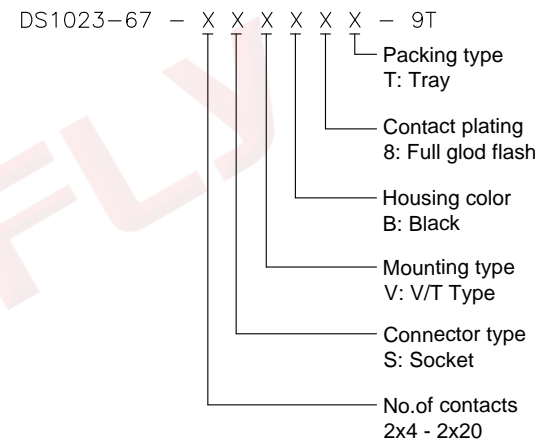 DS1023-67 - X X X X X X - 9T
Packing type
T: Tray
Contact plating
8: Full glod flash
Housing color
B: Black
Mounting type
V: V/T Type
Connector type
S: Socket
No.of contacts
2x4 - 2x20
FLY